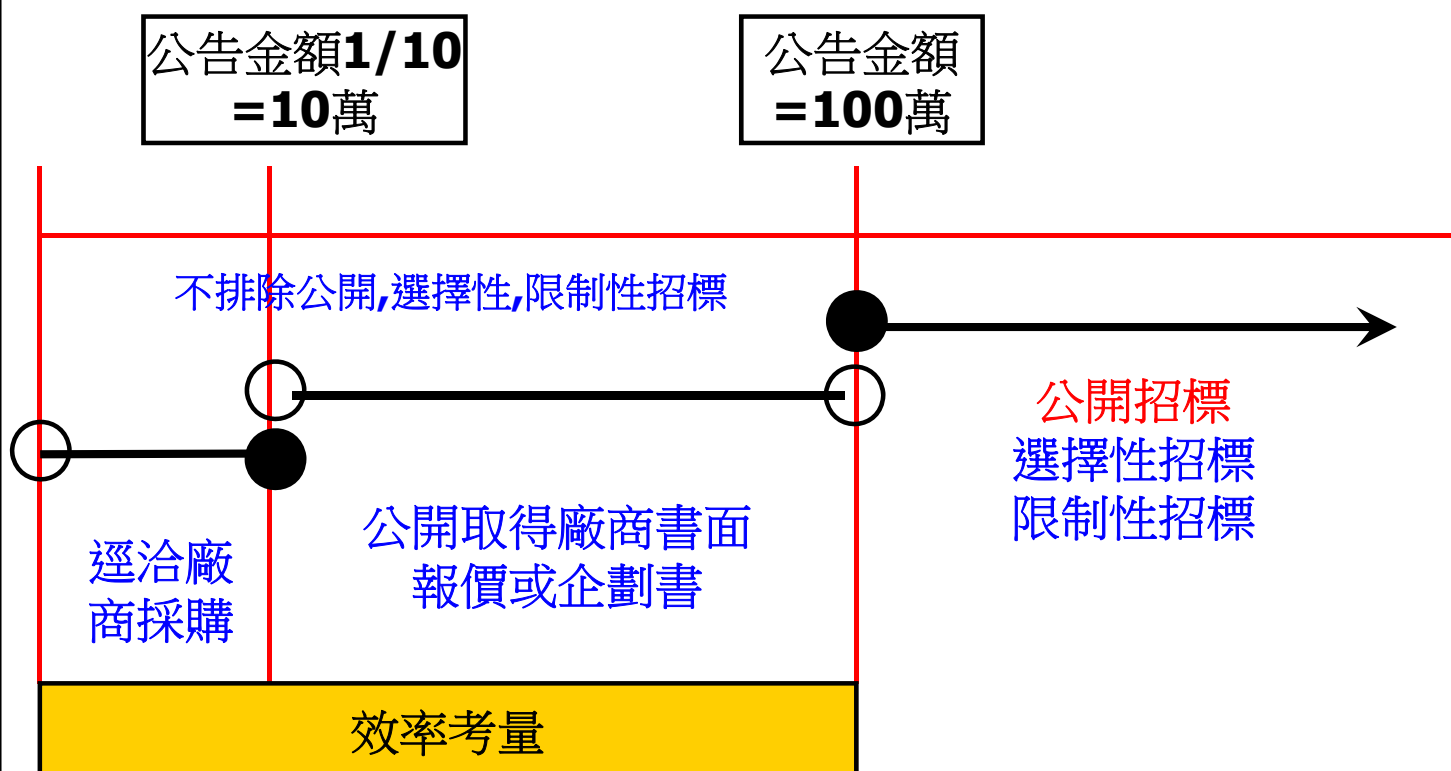 公告金額1/10
=10萬
公告金額
=100萬
不排除公開,選擇性,限制性招標
公開招標
選擇性招標
限制性招標
公開取得廠商書面
報價或企劃書
逕洽廠
商採購
效率考量